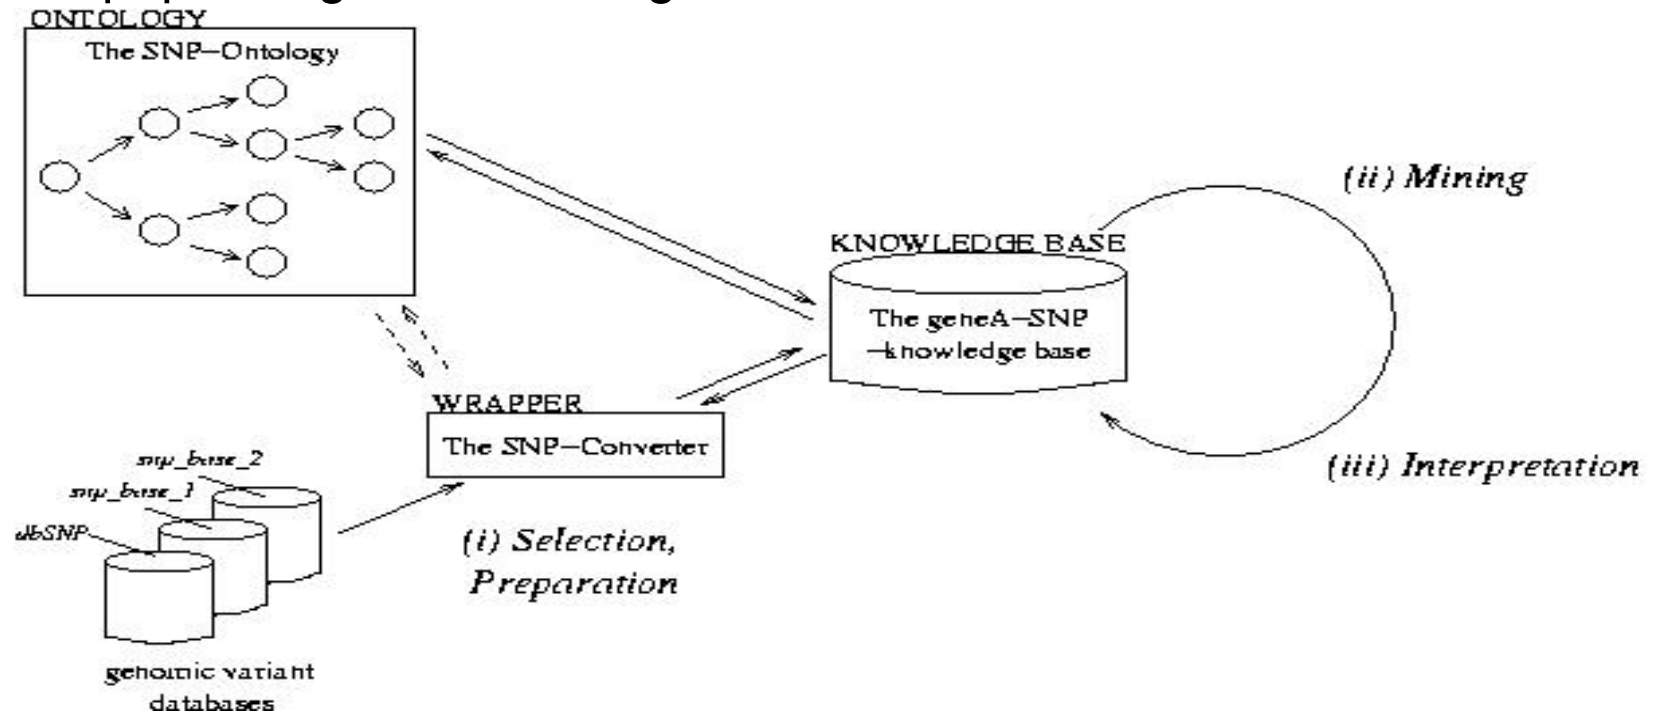 ONTOLOGY
The SNP–Ontology
(ii) Mining
KNOWLEDGE BASE
The geneA–SNP
–knowledge base
WRAPPER
The SNP–Converter
snp_base_2
snp_base_1
dbSNP
(iii) Interpretation
(i) Selection,
Preparation
genomic variant
databases